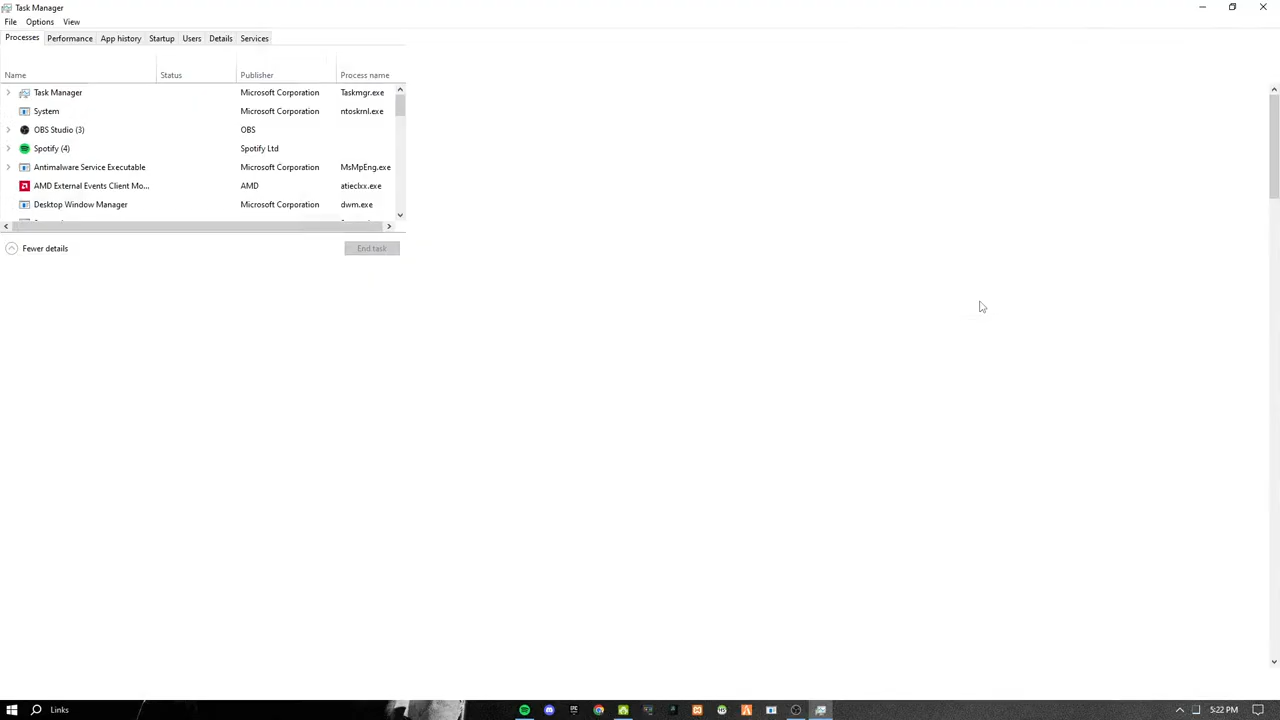 Task Manager
File Options View
Processes Performance App history Startup Users Details Services
Name Status Publisher Process name
Task Manager Microsoft Corporation Taskmgr.exe
System Microsoft Corporation ntoskrnl.exe
OBS Studio (3) OBS
Spotify (4) Spotify Ltd
Antimalware Service Executable Microsoft Corporation MsMpEng.exe
AMD External Events Client Mo... AMD atieclxx.exe
Desktop Window Manager Microsoft Corporation dwm.exe
Fewer details End task
Links 5:22 PM